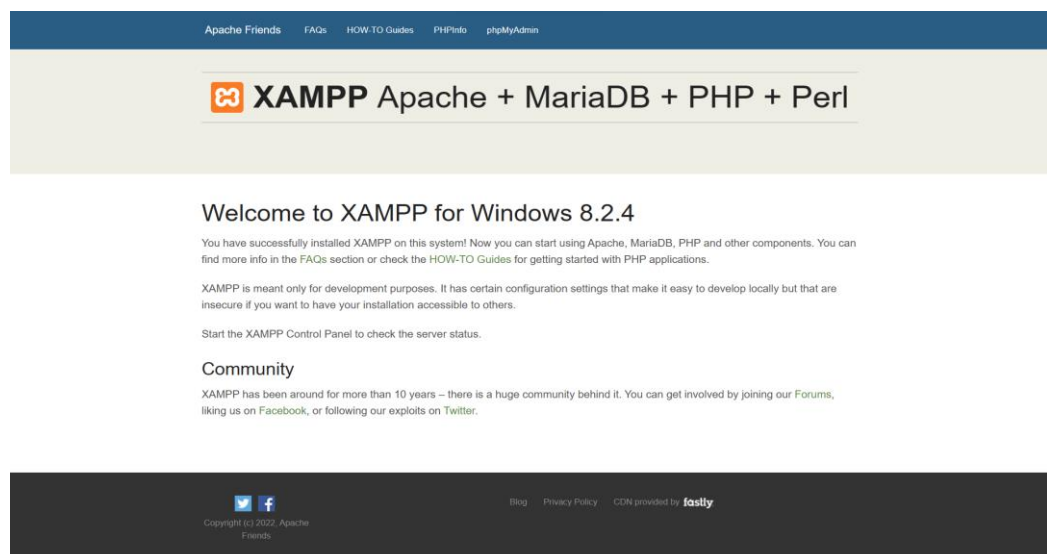 Apache Friends FAQs HOW-TO Guides PHPInfo phpMyAdmin
XAMPP Apache + MariaDB + PHP + Perl
Welcome to XAMPP for Windows 8.2.4
You have successfully installed XAMPP on this system! Now you can start using Apache, MariaDB, PHP and other components. You can
find more info in the FAQs section or check the HOW-TO Guides for getting started with PHP applications.
XAMPP is meant only for development purposes. It has certain configuration settings that make it easy to develop locally but that are
insecure if you want to have your installation accessible to others.
Start the XAMPP Control Panel to check the server status.
Community
XAMPP has been around for more than 10 years – there is a huge community behind it. You can get involved by joining our Forums,
liking us on Facebook, or following our exploits on Twitter.
Blog Privacy Policy CDN provided by fastly
Copyright (c) 2022, Apache
Friends